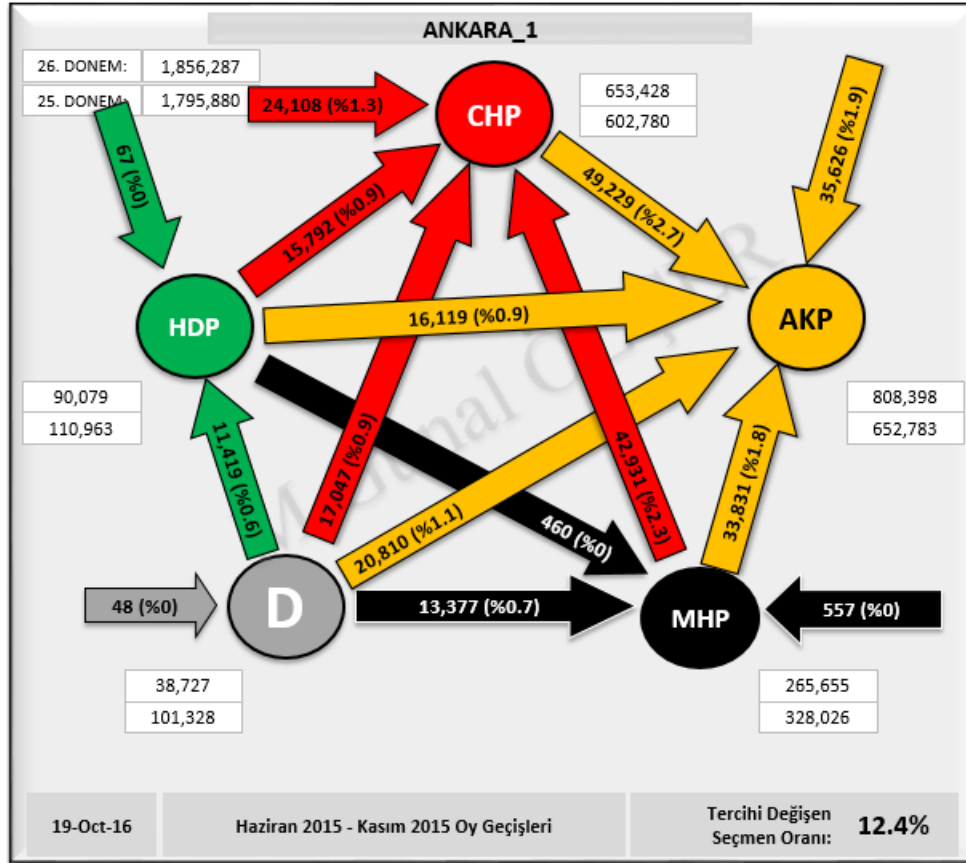 ANKARA_1
26. DONEM: 1,856,287
25. DONEM: 1,795,880
24,108 (%1.3)
CHP
653,428
602,780
35,626 (%1.9)
67 (%0)
15,792 (%0.9)
49,229 (%2.7)
HDP
16,119 (%0.9)
AKP
90,079
110,963
808,398
652,783
11,419 (%0.6)
17,047 (%0.9)
20,810 (%1.1)
460 (%0)
42,931 (%2.3)
33,831 (%1.8)
48 (%0)
D
13,377 (%0.7)
MHP
557 (%0)
38,727
101,328
265,655
328,026
19-Oct-16
Haziran 2015 - Kasım 2015 Oy Geçişleri
Tercihi Değişen
Seçmen Oranı: 12.4%